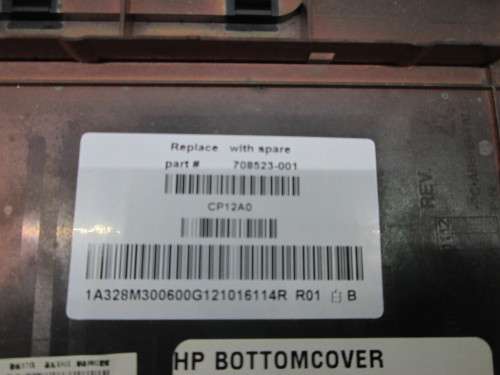 Replace with spare
part # 708523-001
CP12A0
1A328M300600G121016114R R01 B
HP BOTTOMCOVER
REV.